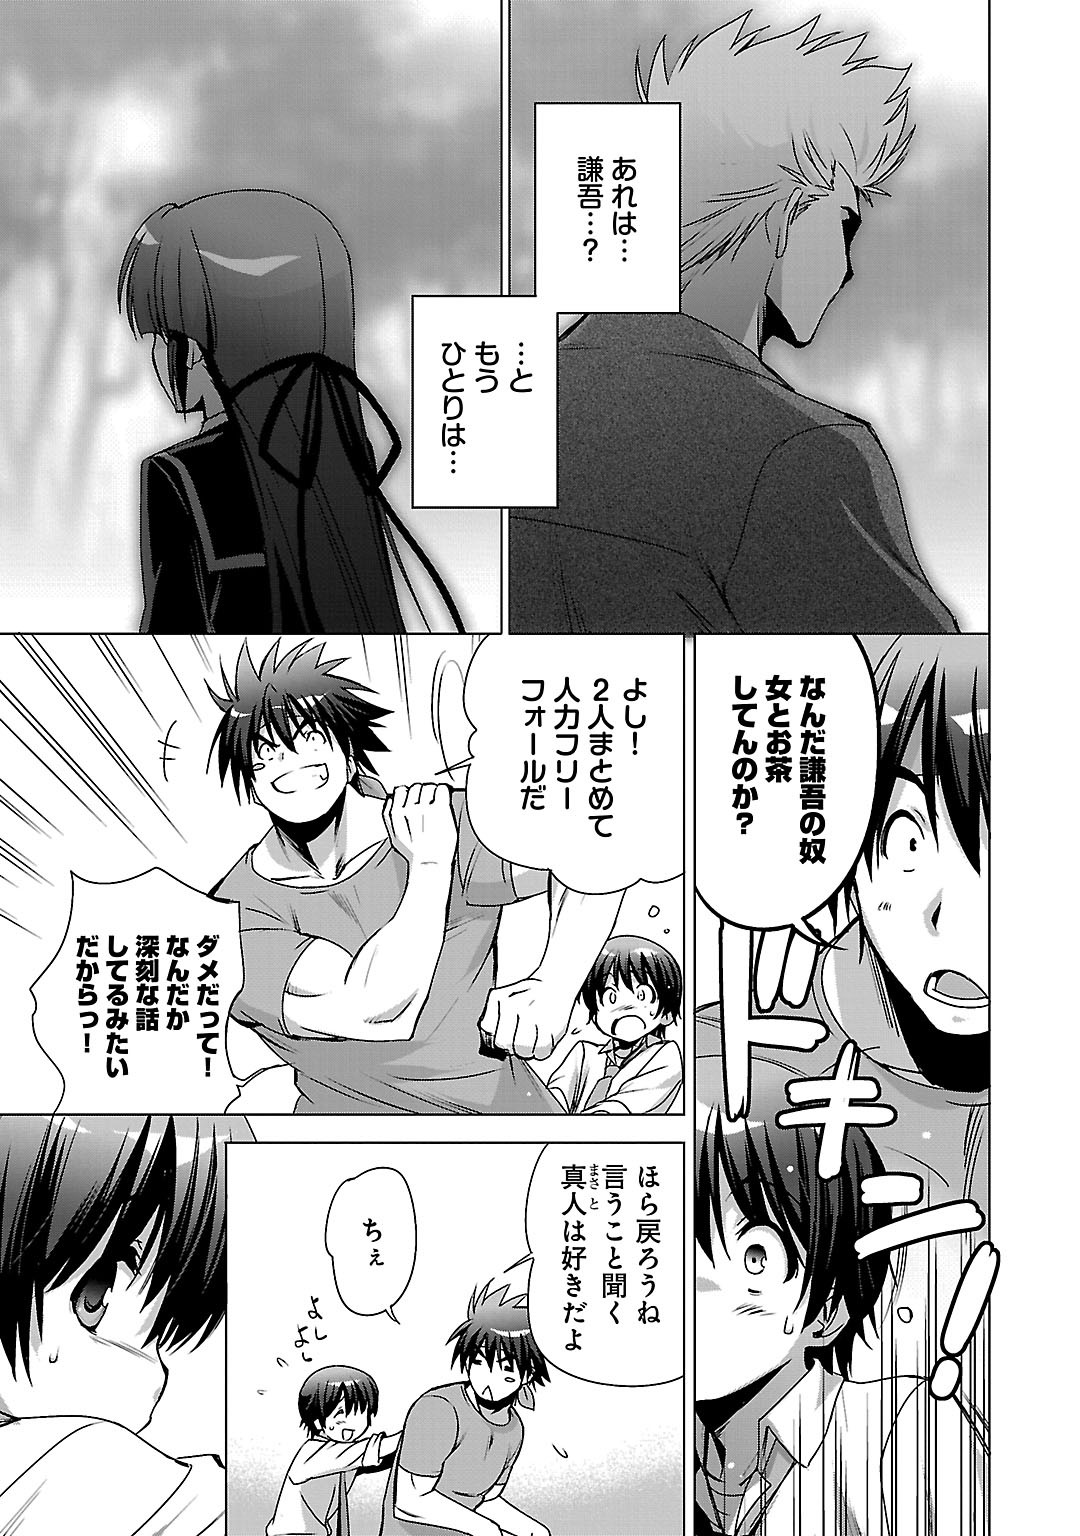 あれは…
謙吾…?
…と
もう
ひとりは…
なんだ謙吾の奴
女とお茶
してんのか?
ドキーニ!
よし!
2人まとめて
人力フリー
フォールだ
ダメだって!
なんだか
深刻な話
してるみたい
だからっ!
ほら戻ろうね
言うこと聞く
真人は好きだよ
まさと
ちぇ
よし
よし